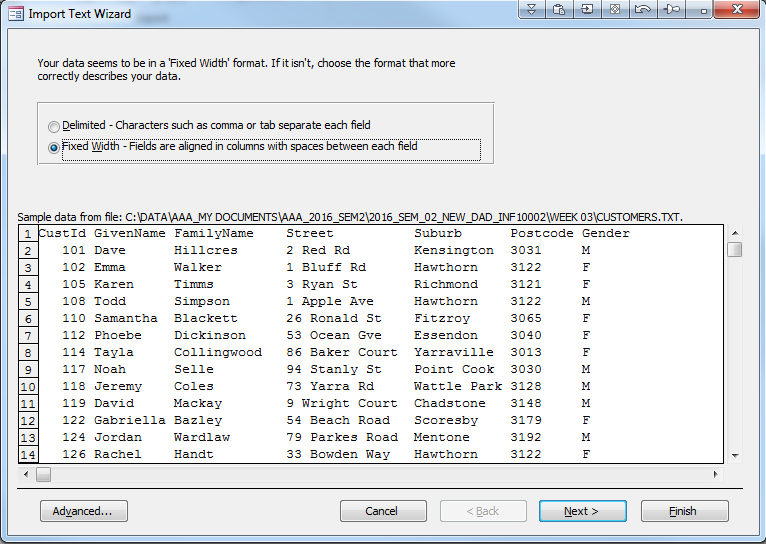 Import Text Wizard
Your data seems to be in a 'Fixed Width' format. If it isn't, choose the format that more
correctly describes your data.
Delimited - Characters such as comma or tab separate each field
Fixed Width - Fields are aligned in columns with spaces between each field
Sample data from file: C:\DATA\AAA_MY DOCUMENTS\AAA_2016_SEM2\2016_SEM_02_NEW_DAD_INF10002\WEEK 03\CUSTOMERS.TXT.
1 CustId GivenName FamilyName Street Suburb Postcode Gender
2 101 Dave Hillcres 2 Red Rd Kensington 3031 M
3 102 Emma Walker 1 Bluff Rd Hawthorn 3122 F
4 105 Karen Timms 3 Ryan St Richmond 3121 F
5 108 Todd Simpson 1 Apple Ave Hawthorn 3122 M
6 110 Samantha Blackett 26 Ronald St Fitzroy 3065 F
7 112 Phoebe Dickinson 53 Ocean Gve Essendon 3040 F
8 114 Tayla Collingwood 86 Baker Court Yarraville 3013 F
9 117 Noah Selle 94 Stanly St Point Cook 3030 M
10 118 Jeremy Coles 73 Yarra Rd Wattle Park 3128 M
11 119 David Mackay 9 Wright Court Chadstone 3148 M
12 122 Gabriella Bazley 54 Beach Road Scoresby 3179 F
13 124 Jordan Wardlaw 79 Parkes Road Mentone 3192 M
14 126 Rachel Handt 33 Bowden Way Hawthorn 3122 F
Advanced... Cancel < Back Next > Finish